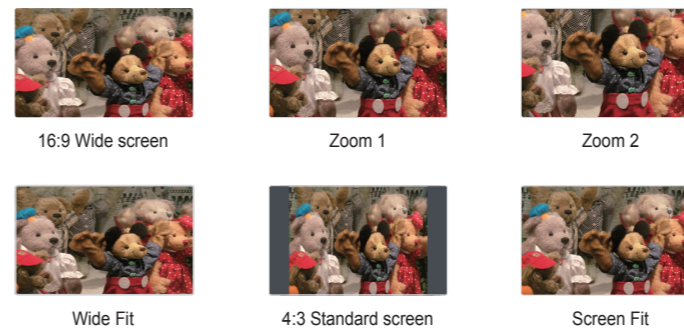 16:9 Wide screen
Zoom 1
Zoom 2
Wide Fit
4:3 Standard screen
Screen Fit